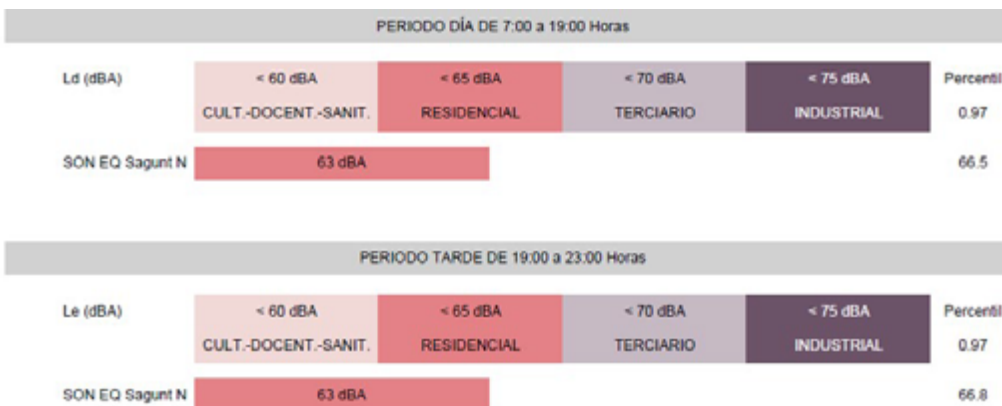 PERIODO DÍA DE 7:00 a 19:00 Horas
Ld (dBA) < 60 dBA < 65 dBA < 70 dBA < 75 dBA Percentil
CULT.-DOCENT.-SANIT. RESIDENCIAL TERCIARIO INDUSTRIAL 0.97
SON EQ Sagunt N 63 dBA 66.5
PERIODO TARDE DE 19:00 a 23:00 Horas
Le (dBA) < 60 dBA < 65 dBA < 70 dBA < 75 dBA Percentil
CULT.-DOCENT.-SANIT. RESIDENCIAL TERCIARIO INDUSTRIAL 0.97
SON EQ Sagunt N 63 dBA 66.8